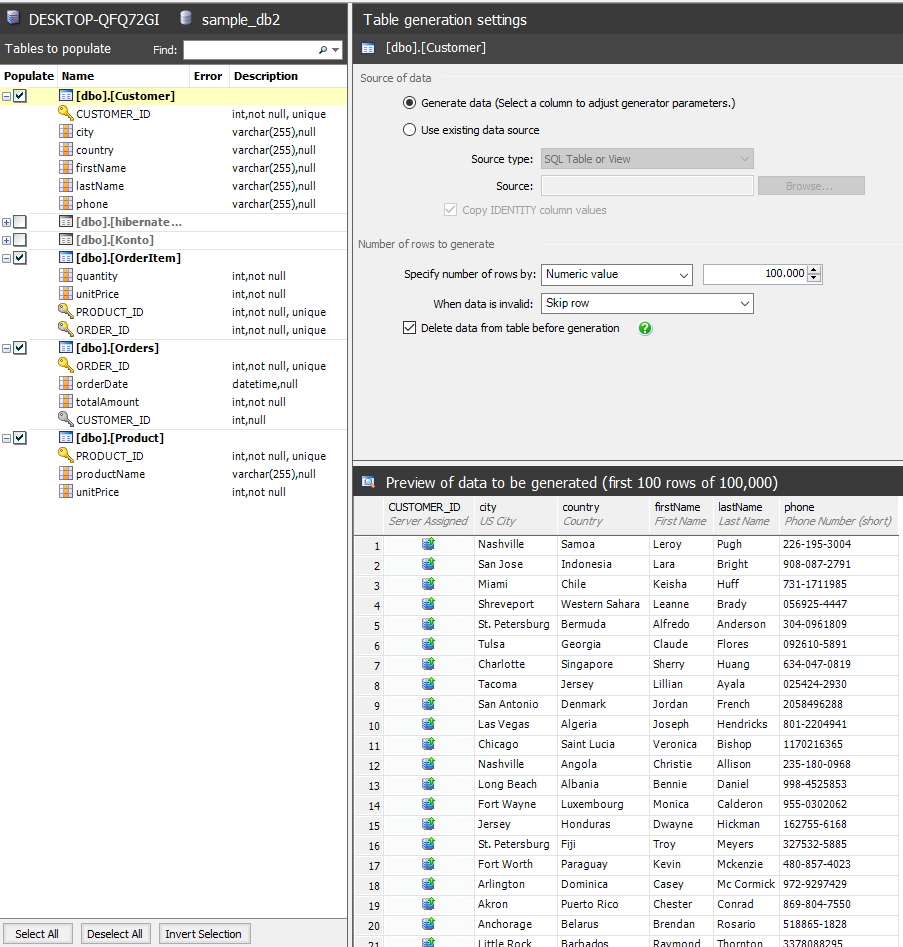 DESKTOP-QFQ72GI sample_db2
Tables to populate Find:
Populate Name Error Description
[dbo].[Customer]
CUSTOMER_ID int,not null, unique
city varchar(255),null
country varchar(255),null
firstName varchar(255),null
lastName varchar(255),null
phone varchar(255),null
[dbo].[hibernate...
[dbo].[Konto]
[dbo].[OrderItem]
quantity int,not null
unitPrice int,not null
PRODUCT_ID int,not null, unique
ORDER_ID int,not null, unique
[dbo].[Orders]
ORDER_ID int,not null, unique
orderDate datetime,null
totalAmount int,not null
CUSTOMER_ID int,null
[dbo].[Product]
PRODUCT_ID int,not null, unique
productName varchar(255),null
unitPrice int,not null
Select All Deselect All Invert Selection
Table generation settings
[dbo].[Customer]
Source of data
Generate data (Select a column to adjust generator parameters.)
Use existing data source
Source type: SQL Table or View
Source: Browse...
Copy IDENTITY column values
Number of rows to generate
Specify number of rows by: Numeric value 100.000
When data is invalid: Skip row
Delete data from table before generation ?
Preview of data to be generated (first 100 rows of 100,000)
CUSTOMER_ID city country firstName lastName phone
Server Assigned US City Country First Name Last Name Phone Number (short)
1 Nashville Samoa Leroy Pugh 226-195-3004
2 San Jose Indonesia Lara Bright 908-087-2791
3 Miami Chile Keisha Huff 731-1711985
4 Shreveport Western Sahara Leanne Brady 056925-4447
5 St. Petersburg Bermuda Alfredo Anderson 304-0961809
6 Tulsa Georgia Claude Flores 092610-5891
7 Charlotte Singapore Sherry Huang 634-047-0819
8 Tacoma Jersey Lillian Ayala 025424-2930
9 San Antonio Denmark Jordan French 2058496288
10 Las Vegas Algeria Joseph Hendricks 801-2204941
11 Chicago Saint Lucia Veronica Bishop 1170216365
12 Nashville Angola Christie Allison 235-180-0968
13 Long Beach Albania Bennie Daniel 998-4525853
14 Fort Wayne Luxembourg Monica Calderon 955-0302062
15 Jersey Honduras Dwayne Hickman 162755-6168
16 St. Petersburg Fiji Troy Meyers 327532-5885
17 Fort Worth Paraguay Kevin Mckenzie 480-857-4023
18 Arlington Dominica Casey Mc Cormick 972-9297429
19 Akron Puerto Rico Chester Conrad 869-804-7550
20 Anchorage Belarus Brendan Rosario 518865-1828
21 Little Rock Barbados Raymond Thornton 3378088295